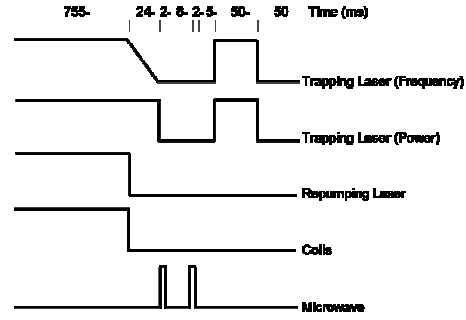 755- 24- 2- 8- 2- 5- 50- 50 Time (ms)
Trapping Laser (Frequency)
Trapping Laser (Power)
Repumping Laser
Coils
Microwave